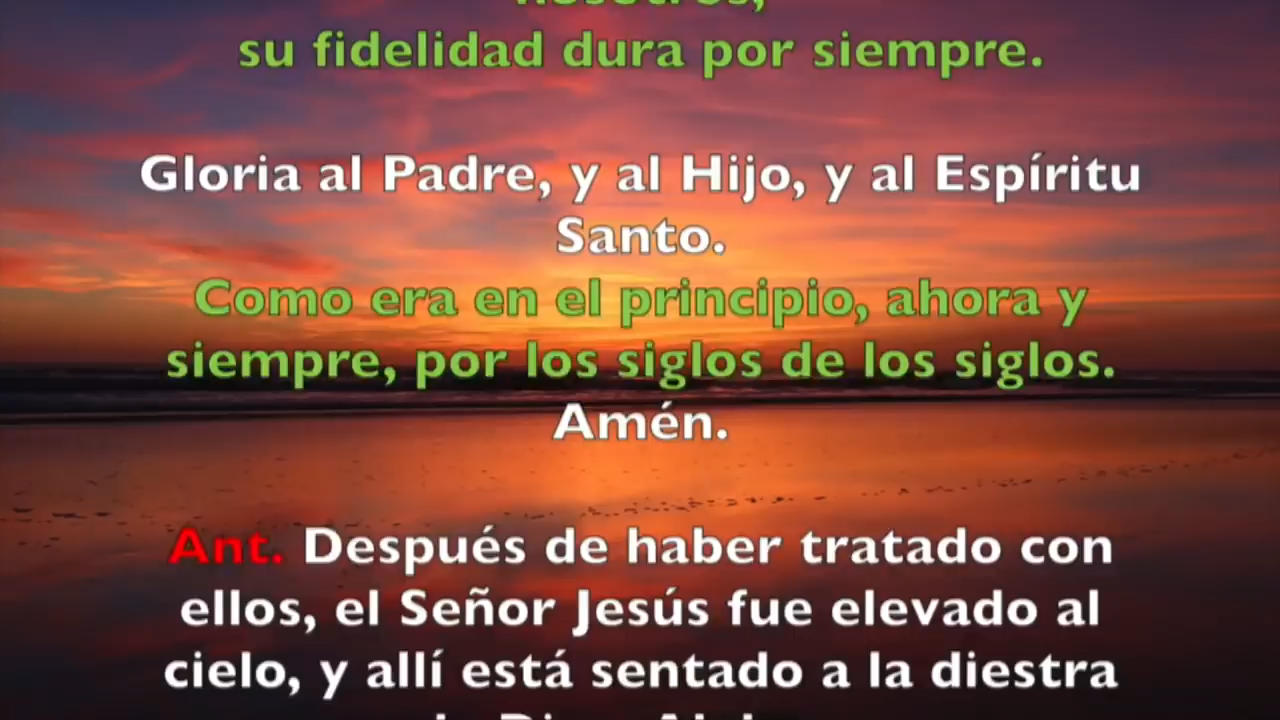 su fidelidad dura por siempre.
Gloria al Padre, y al Hijo, y al Espíritu
Santo.
Como era en el principio, ahora y
siempre, por los siglos de los siglos.
Amén.
Ant. Después de haber tratado con
ellos, el Señor Jesús fue elevado al
cielo, y allí está sentado a la diestra